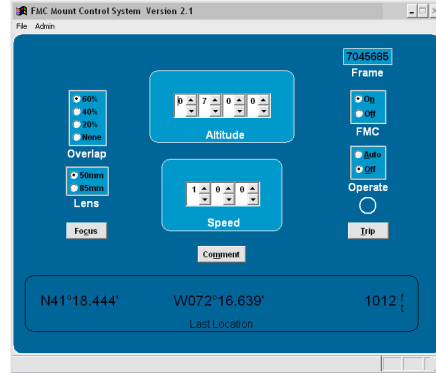 FMC Mount Control System Version 2.1
File Admin
7045685
Frame
60%
40%
20%
None
Overlap
0 7 0 0
Altitude
On
Off
FMC
50mm
85mm
Lens
1 0 0
Speed
Auto
Off
Operate
Focus
Trip
Comment
N41°18.444' W072°16.639' 1012 ft
Last Location